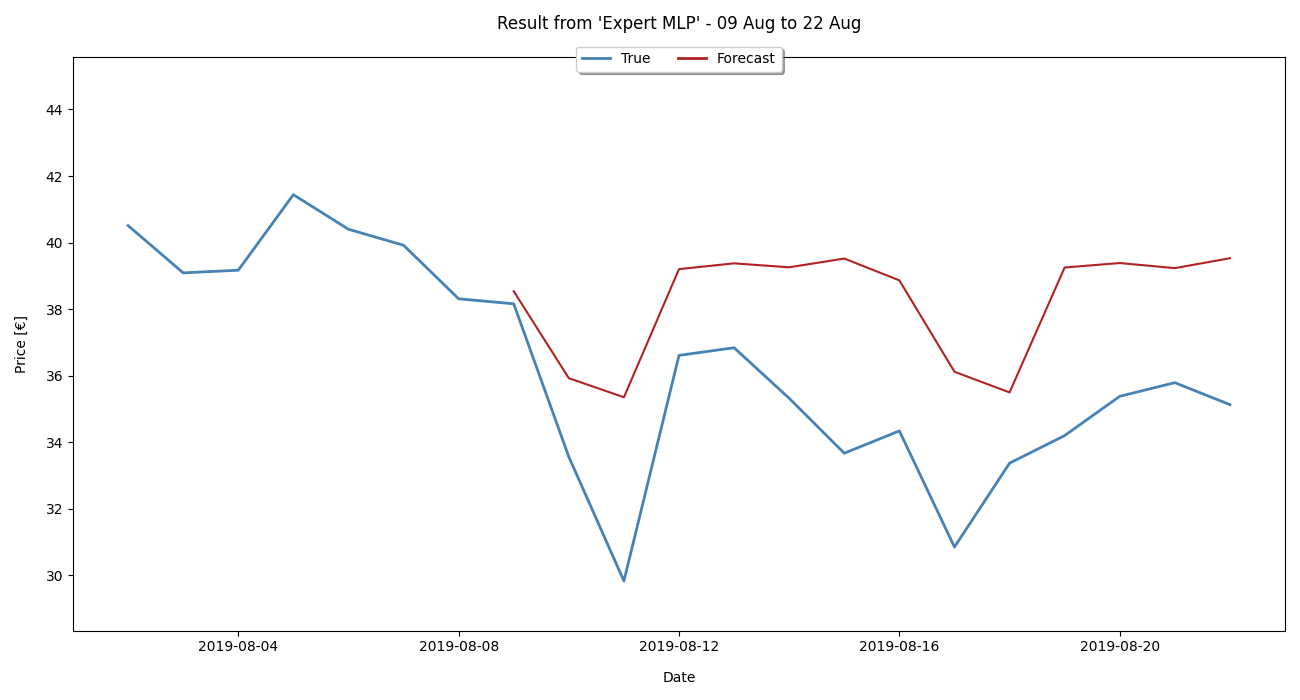 Result from 'Expert MLP' - 09 Aug to 22 Aug
True Forecast
44
42
40
38
36
34
32
30
Price [€]
2019-08-04 2019-08-08 2019-08-12 2019-08-16 2019-08-20
Date